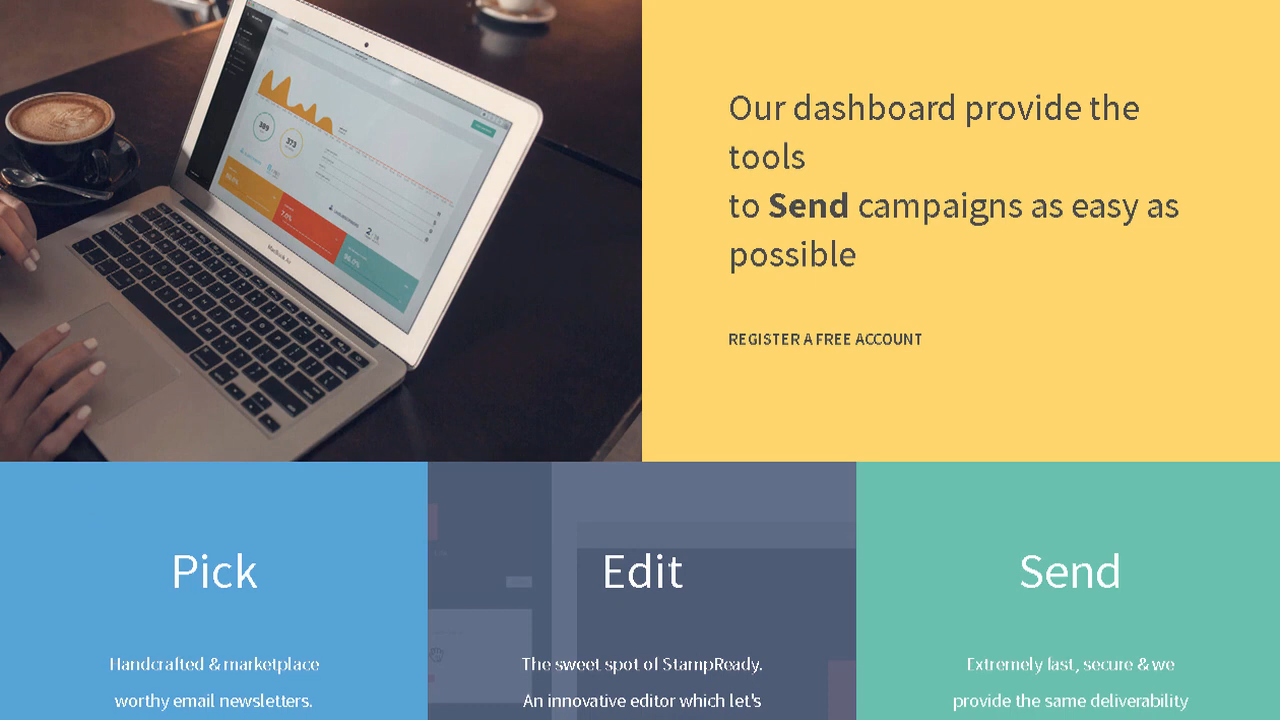 Our dashboard provide the
tools
to Send campaigns as easy as
possible
REGISTER A FREE ACCOUNT
Pick
Edit
Send
Handcrafted & marketplace
worthy email newsletters.
The sweet spot of StampReady.
An innovative editor which let's
Extremely fast, secure & we
provide the same deliverability